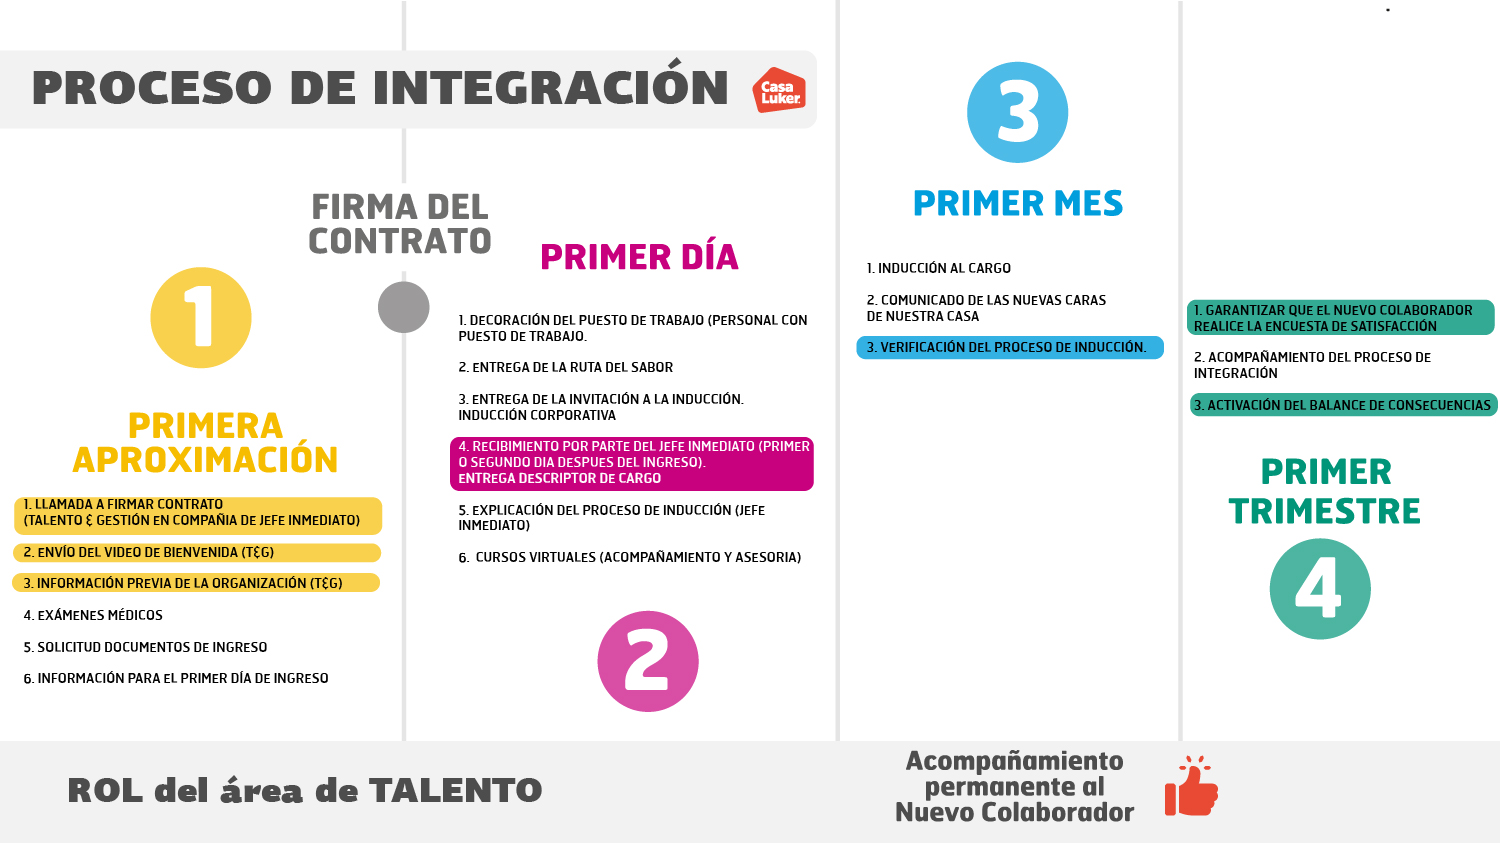 PROCESO DE INTEGRACIÓN
Casa
Luker.
FIRMA DEL
CONTRATO
1
PRIMERA
APROXIMACIÓN
1. LLAMADA A FIRMAR CONTRATO
(TALENTO & GESTIÓN EN COMPAÑIA DE JEFE INMEDIATO)
2. ENVÍO DEL VIDEO DE BIENVENIDA (T&G)
3. INFORMACIÓN PREVIA DE LA ORGANIZACIÓN (T&G)
4. EXÁMENES MÉDICOS
5. SOLICITUD DOCUMENTOS DE INGRESO
6. INFORMACIÓN PARA EL PRIMER DÍA DE INGRESO
PRIMER DÍA
1. DECORACIÓN DEL PUESTO DE TRABAJO (PERSONAL CON
PUESTO DE TRABAJO.
2. ENTREGA DE LA RUTA DEL SABOR
3. ENTREGA DE LA INVITACIÓN A LA INDUCCIÓN.
INDUCCIÓN CORPORATIVA
4. RECIBIMIENTO POR PARTE DEL JEFE INMEDIATO (PRIMER
O SEGUNDO DIA DESPUES DEL INGRESO).
ENTREGA DESCRIPTOR DE CARGO
5. EXPLICACIÓN DEL PROCESO DE INDUCCIÓN (JEFE
INMEDIATO)
6. CURSOS VIRTUALES (ACOMPAÑAMIENTO Y ASESORIA)
2
3
PRIMER MES
1. INDUCCIÓN AL CARGO
2. COMUNICADO DE LAS NUEVAS CARAS
DE NUESTRA CASA
3. VERIFICACIÓN DEL PROCESO DE INDUCCIÓN.
1. GARANTIZAR QUE EL NUEVO COLABORADOR
REALICE LA ENCUESTA DE SATISFACCIÓN
2. ACOMPAÑAMIENTO DEL PROCESO DE
INTEGRACIÓN
3. ACTIVACIÓN DEL BALANCE DE CONSECUENCIAS
PRIMER
TRIMESTRE
4
ROL del área de TALENTO
Acompañamiento
permanente al
Nuevo Colaborador